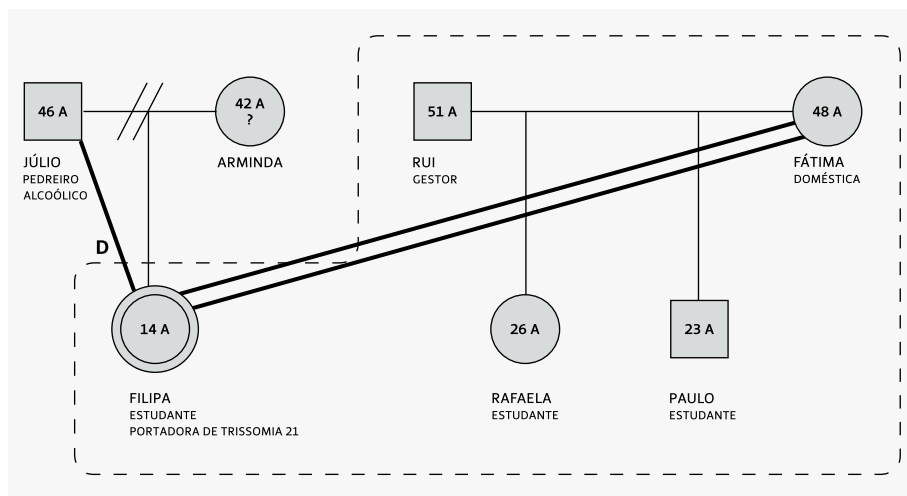 46 A
42 A
?
51 A
48 A
JÚLIO
PEDREIRO
ALCOÓLICO
ARMINDA
RUI
GESTOR
FÁTIMA
DOMÉSTICA
D
14 A
26 A
23 A
FILIPA
ESTUDANTE
PORTADORA DE TRISSOMIA 21
RAFAELA
ESTUDANTE
PAULO
ESTUDANTE